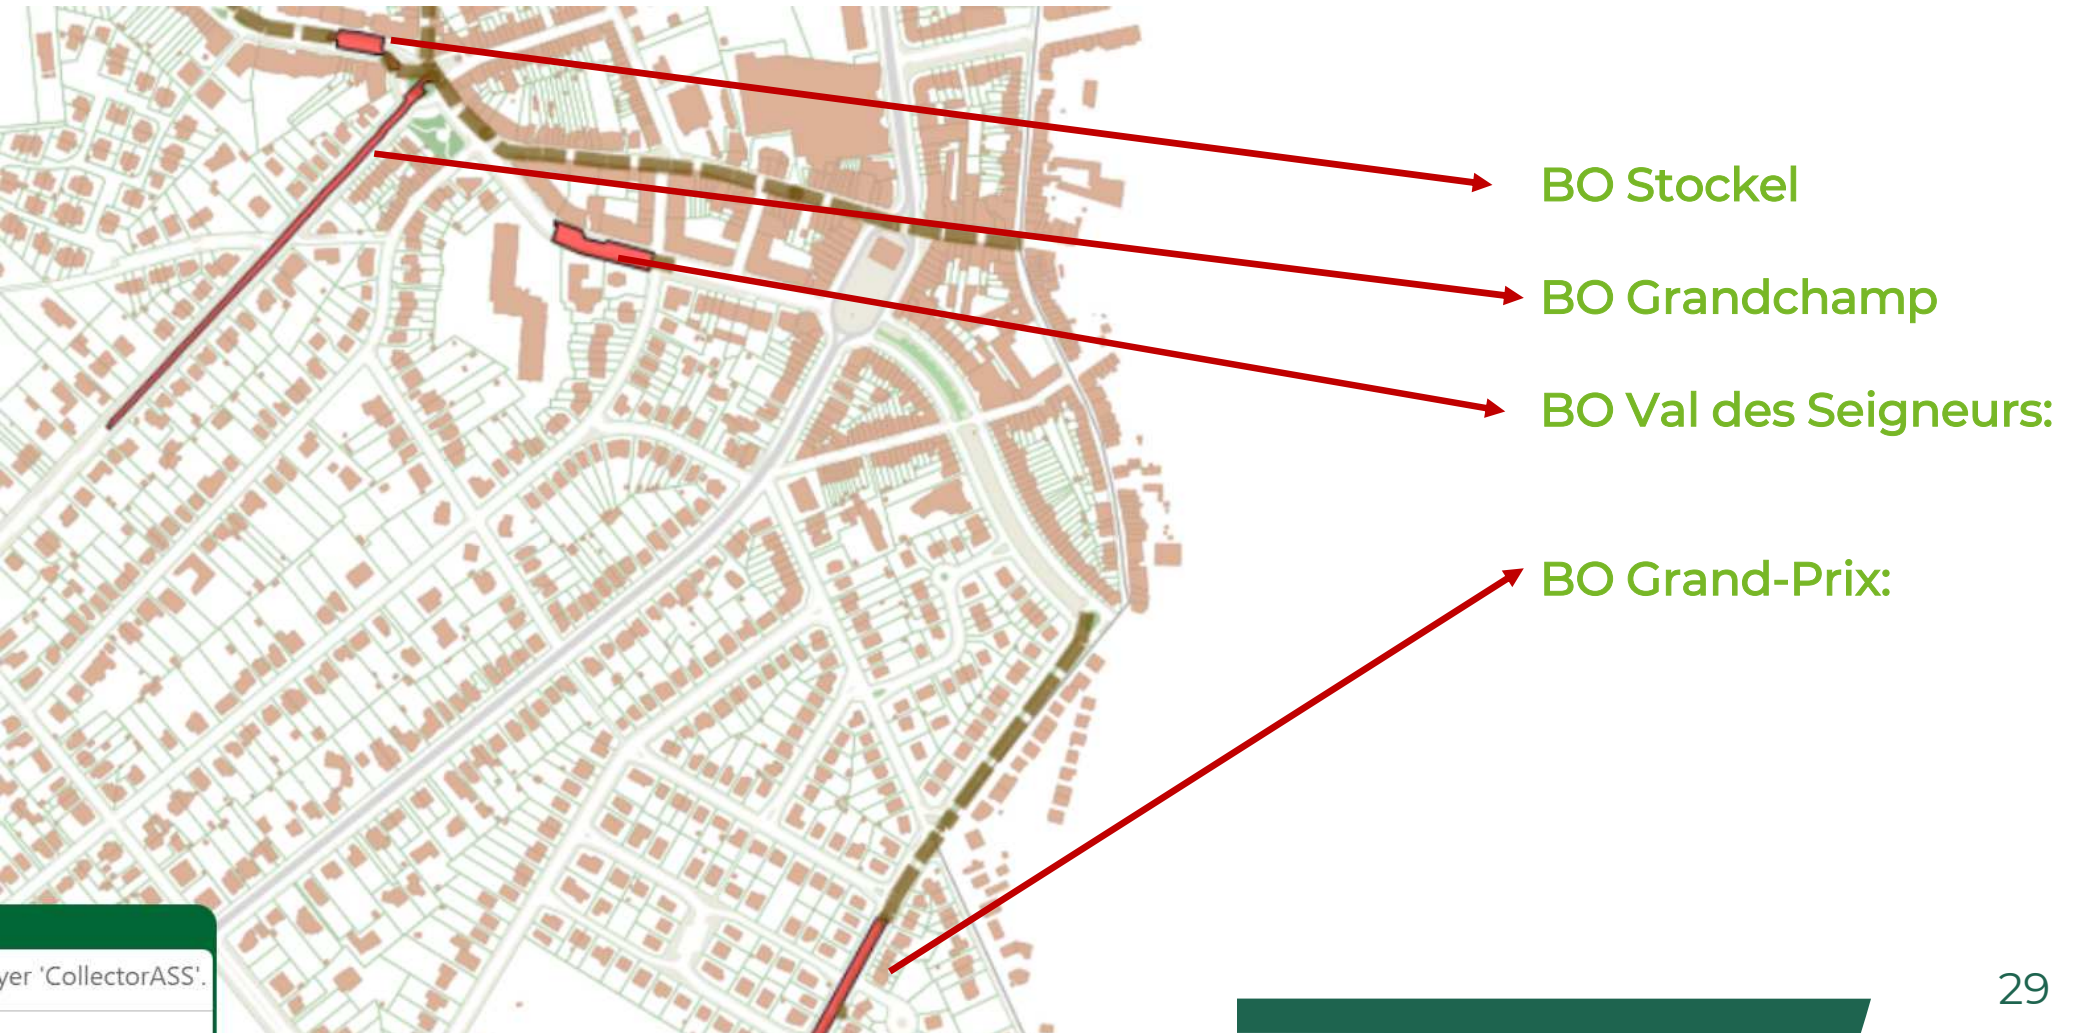 BO Stockel
BO Grandchamp
BO Val des Seigneurs:
BO Grand-Prix:
yer 'CollectorASS'.
29